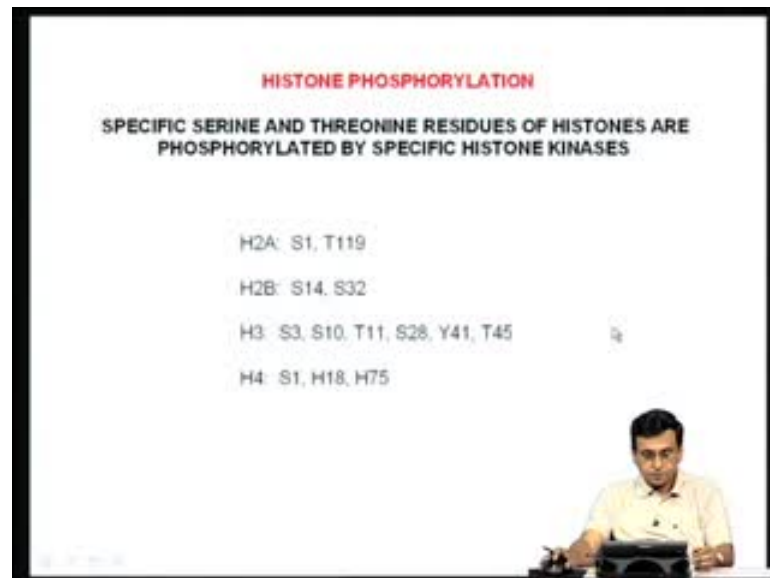 HISTONE PHOSPHORYLATION
SPECIFIC SERINE AND THREONINE RESIDUES OF HISTONES ARE
PHOSPHORYLATED BY SPECIFIC HISTONE KINASES
H2A: S1, T119
H2B: S14, S32
H3: S3, S10, T11, S28, Y41, T45
H4: S1, H18, H75